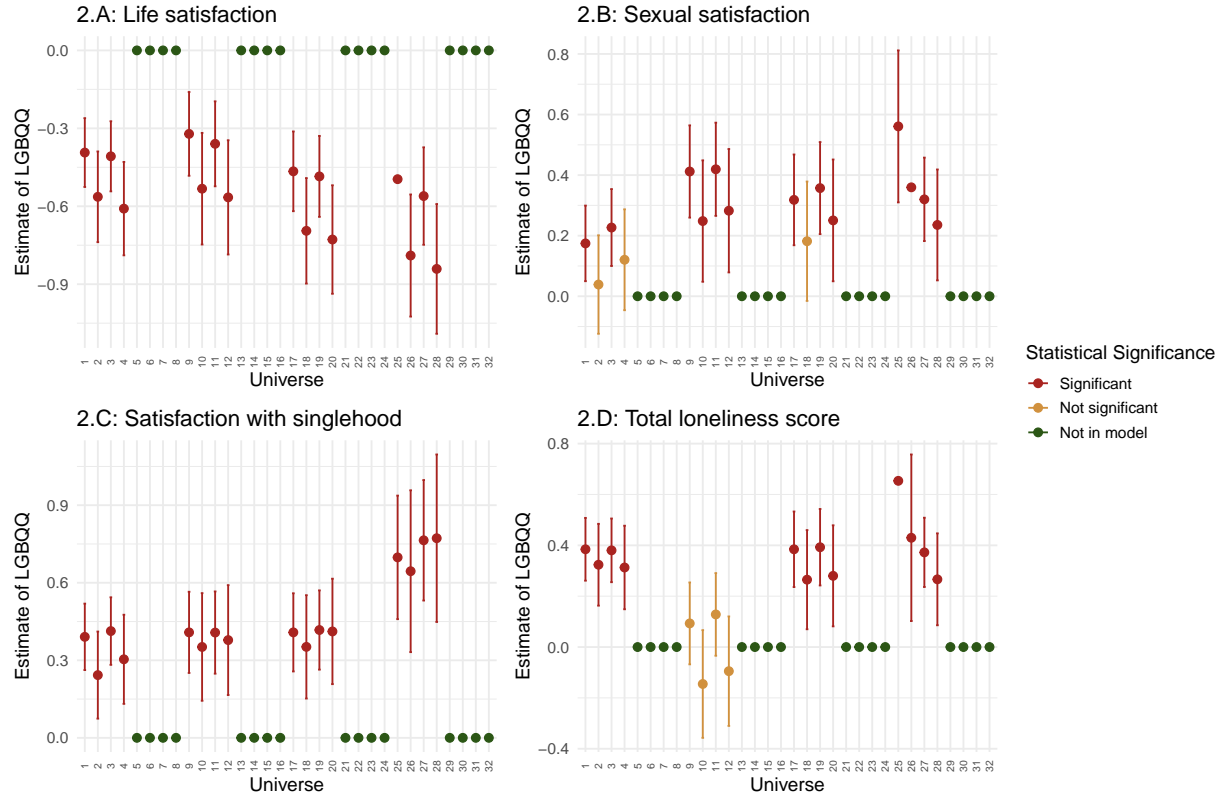 2.A: Life satisfaction
0.0
−0.3
−0.6
−0.9
Estimate of LGBQQ
1 2 3 4 5 6 7 8 9 10 11 12 13 14 15 16 17 18 19 20 21 22 23 24 25 26 27 28 29 30 31 32
Universe
2.B: Sexual satisfaction
0.8
0.6
0.4
0.2
0.0
Estimate of LGBQQ
1 2 3 4 5 6 7 8 9 10 11 12 13 14 15 16 17 18 19 20 21 22 23 24 25 26 27 28 29 30 31 32
Universe
2.C: Satisfaction with singlehood
0.9
0.6
0.3
0.0
Estimate of LGBQQ
1 2 3 4 5 6 7 8 9 10 11 12 13 14 15 16 17 18 19 20 21 22 23 24 25 26 27 28 29 30 31 32
Universe
2.D: Total loneliness score
0.8
0.4
0.0
−0.4
Estimate of LGBQQ
1 2 3 4 5 6 7 8 9 10 11 12 13 14 15 16 17 18 19 20 21 22 23 24 25 26 27 28 29 30 31 32
Universe
Statistical Significance
Significant
Not significant
Not in model